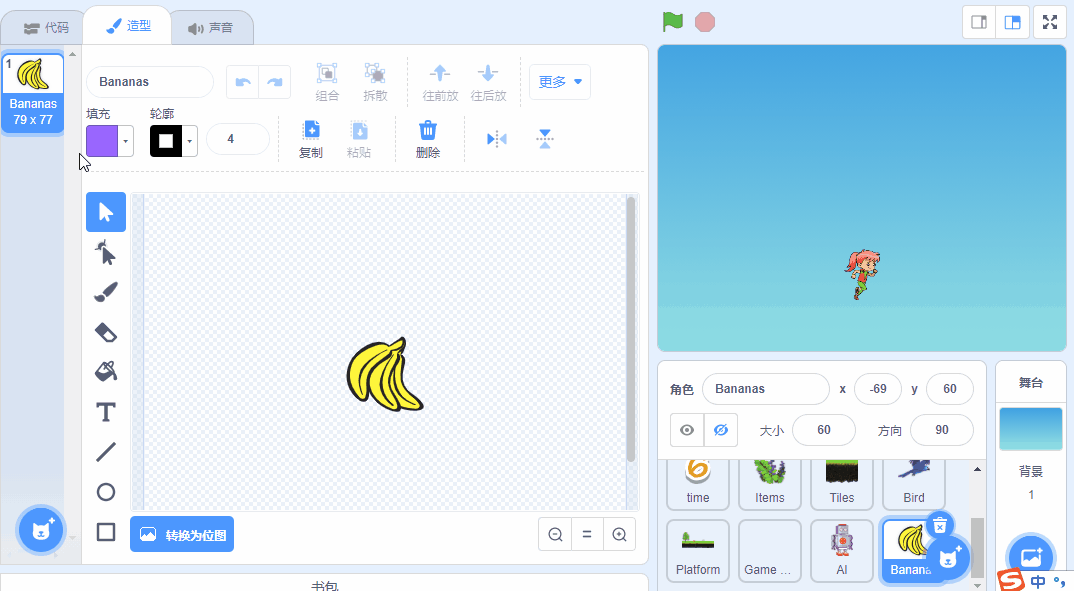 代码
造型
声音
1
Bananas
79 x 77
Bananas
组合
拆散
往前放
往后放
更多
填充
轮廓
4
复制
粘贴
删除
T
转换为位图
书包
角色
Bananas
x
-69
y
60
大小
60
方向
90
time
Items
Tiles
Bird
Platform
Game ...
AI
Banana
舞台
背景
1
S 中